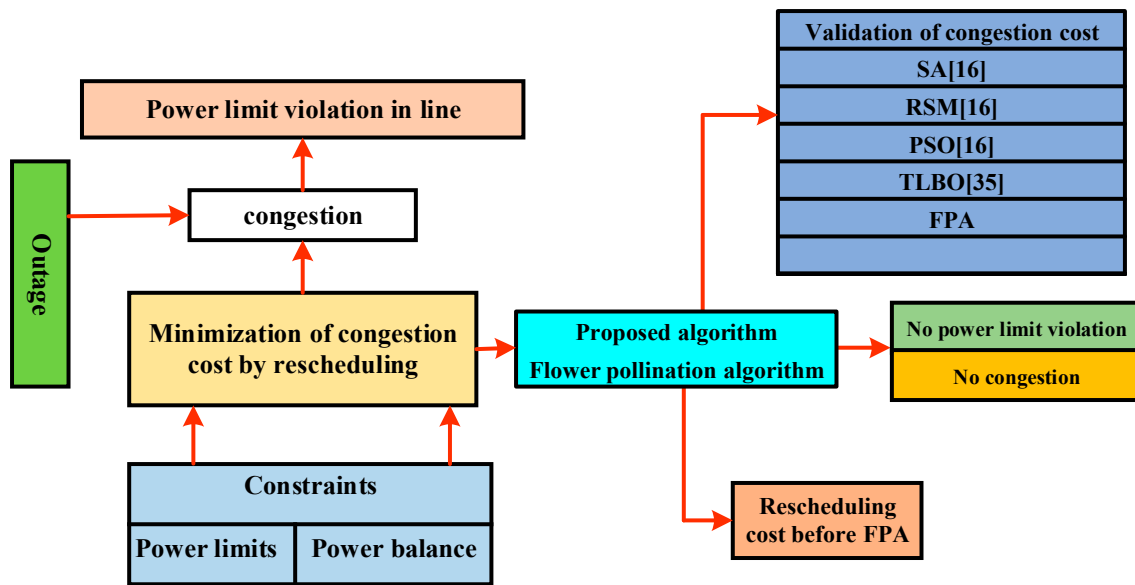 Validation of congestion cost
SA[16]
RSM[16]
PSO[16]
TLBO[35]
FPA
Power limit violation in line
congestion
Outage
Minimization of congestion
cost by rescheduling
Proposed algorithm
Flower pollination algorithm
No power limit violation
No congestion
Constraints
Power limits
Power balance
Rescheduling
cost before FPA